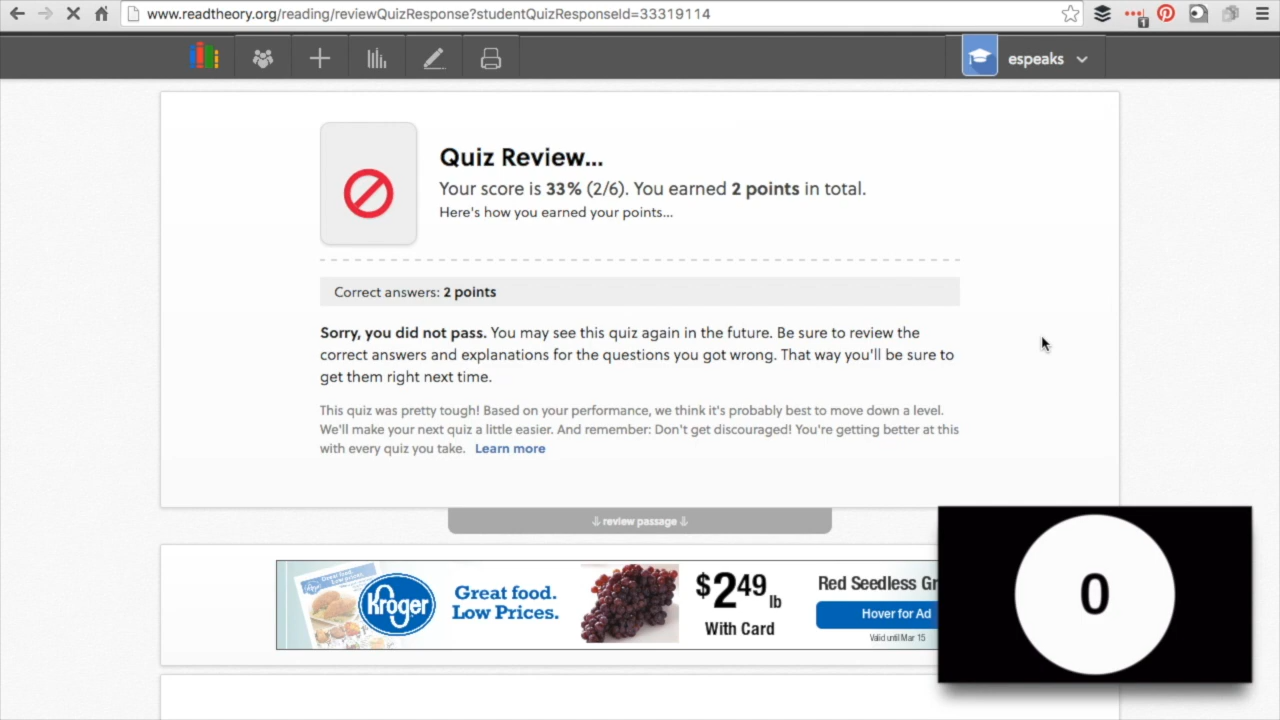 www.readtheory.org/reading/reviewQuizResponse?studentQuizResponseId=33319114
1
espeaks
Quiz Review...
Your score is 33% (2/6). You earned 2 points in total.
Here's how you earned your points...
Correct answers: 2 points
Sorry, you did not pass. You may see this quiz again in the future. Be sure to review the
correct answers and explanations for the questions you got wrong. That way you'll be sure to
get them right next time.
This quiz was pretty tough! Based on your performance, we think it's probably best to move down a level.
We'll make your next quiz a little easier. And remember: Don't get discouraged! You're getting better at this
with every quiz you take. Learn more
↓ review passage ↓
Kroger
Great food.
Low Prices.
$2.49 lb
With Card
Red Seedless Gr
Hover for Ad
Valid until Mar 15
0